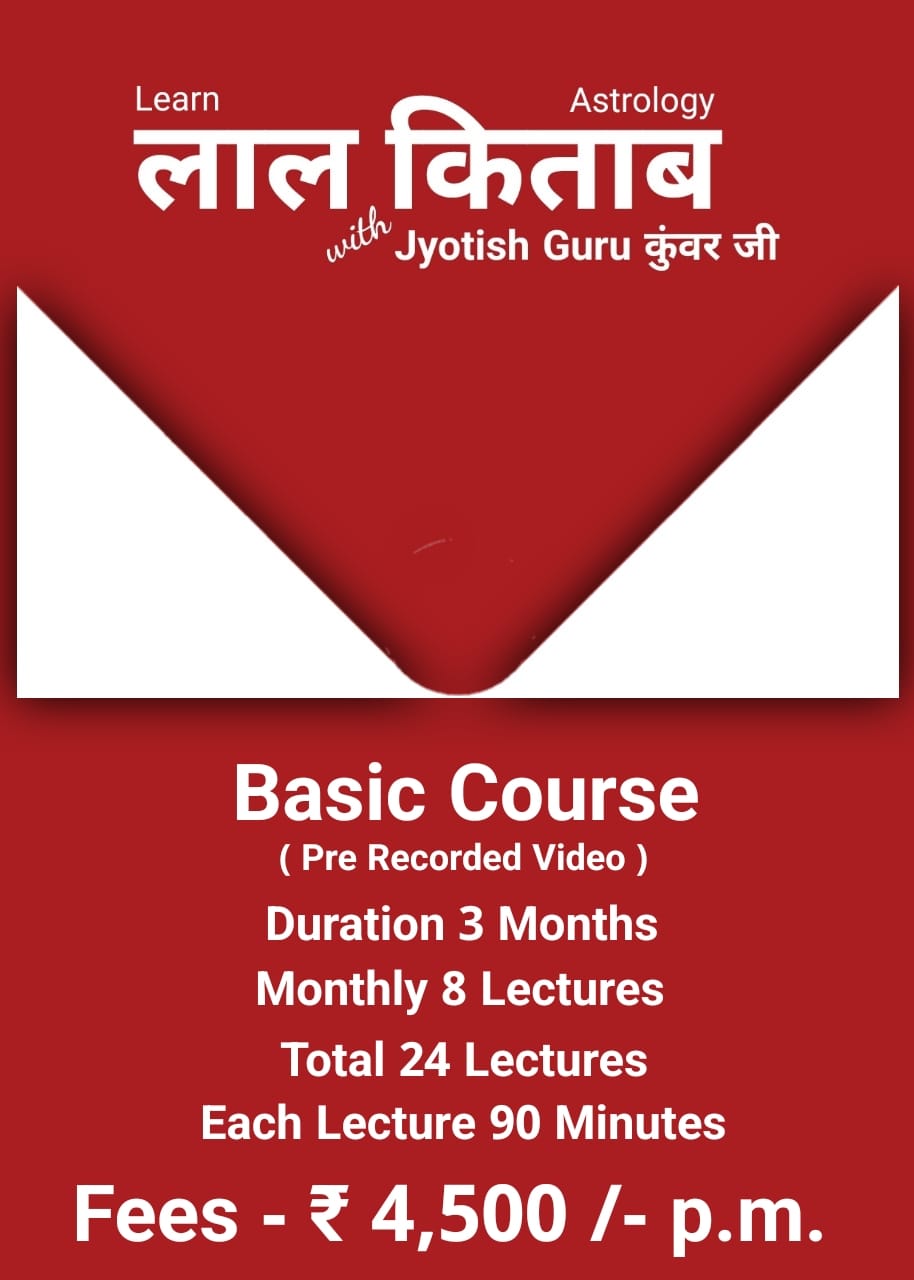 Learn Astrology
लाल किताब
with Jyotish Guru कुंवर जी
Basic Course
( Pre Recorded Video )
Duration 3 Months
Monthly 8 Lectures
Total 24 Lectures
Each Lecture 90 Minutes
Fees - ₹ 4,500 /- p.m.